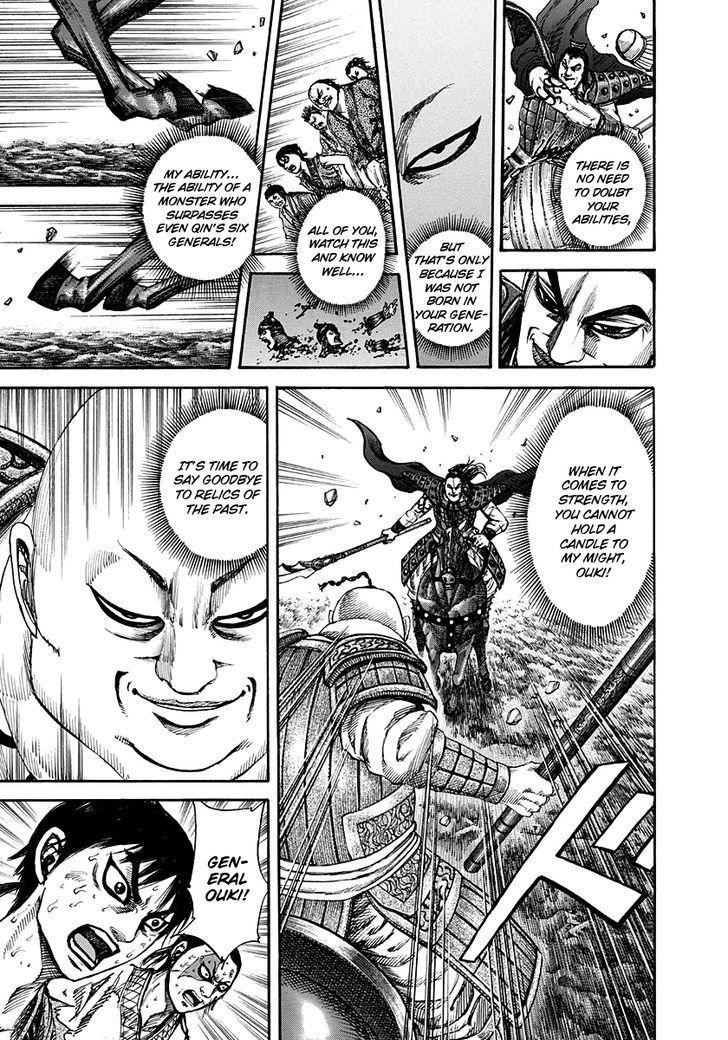 THERE IS
NO NEED
TO DOUBT
YOUR
ABILITIES,
BUT
THAT'S ONLY
BECAUSE I
WAS NOT
BORN IN
YOUR GENE-
RATION.
ALL OF YOU,
WATCH THIS
AND KNOW
WELL...
MY ABILITY...
THE ABILITY OF A
MONSTER WHO
SURPASSES
EVEN QIN'S SIX
GENERALS!
WHEN IT
COMES TO
STRENGTH,
YOU CANNOT
HOLD A
CANDLE TO
MY MIGHT,
OUKI!
ド
IT'S TIME TO
SAY GOODBYE
TO RELICS OF
THE PAST.
GEN-
ERAL
OUKI!